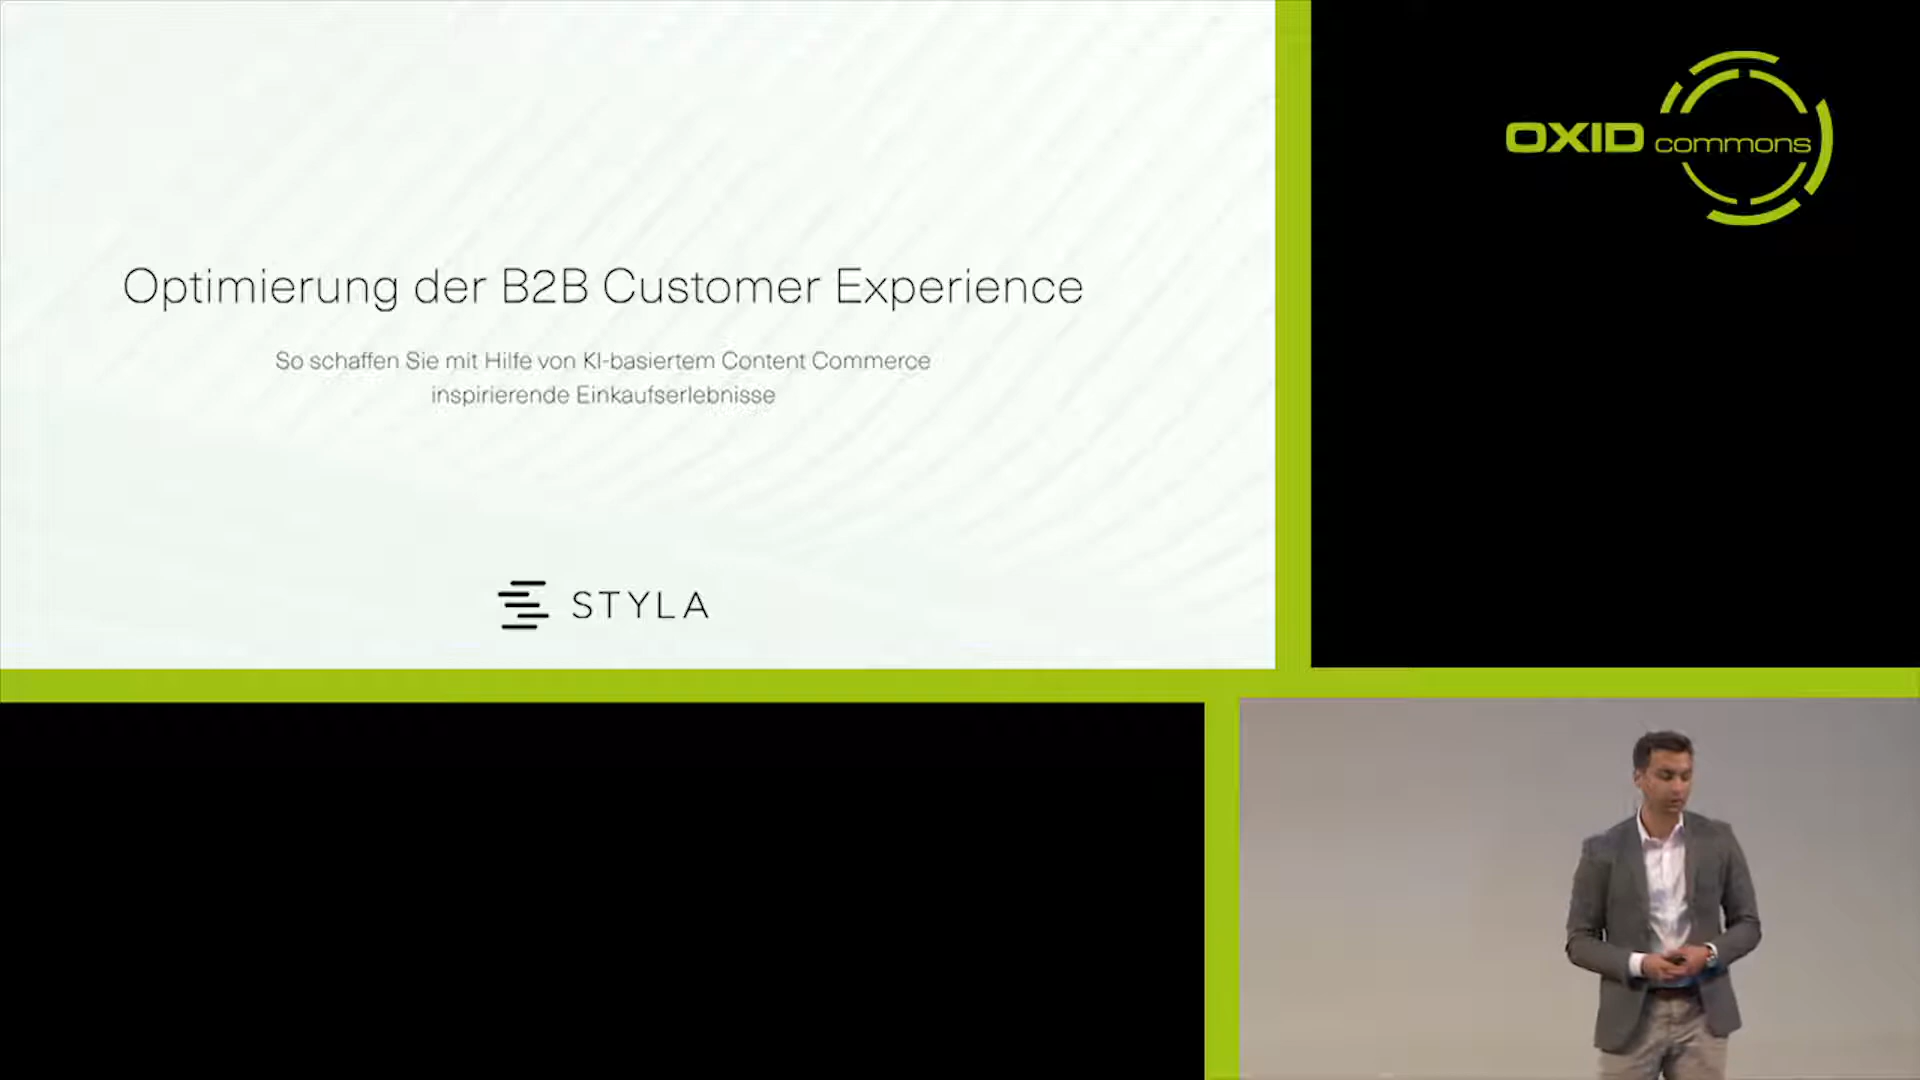 Optimierung der B2B Customer Experience
So schaffen Sie mit Hilfe von KI-basiertem Content Commerce
inspirierende Einkaufserlebnisse
STYLA
OXID commons